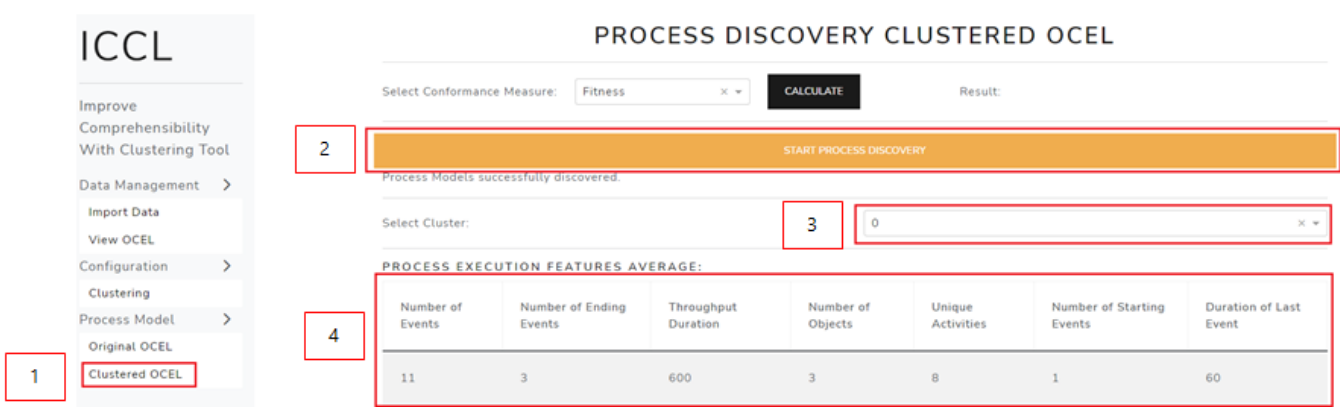 ICCL
Improve
Comprehensibility
With Clustering Tool
Data Management
Import Data
View OCEL
Configuration
Clustering
Process Model
Original OCEL
1
Clustered OCEL
PROCESS DISCOVERY CLUSTERED OCEL
Select Conformance Measure:
Fitness
CALCULATE
Result:
2
START PROCESS DISCOVERY
Process Models successfully discovered.
Select Cluster:
3
0
PROCESS EXECUTION FEATURES AVERAGE:
4
Number of Events
Number of Ending Events
Throughput Duration
Number of Objects
Unique Activities
Number of Starting Events
Duration of Last Event
11 3 600 3 8 1 60